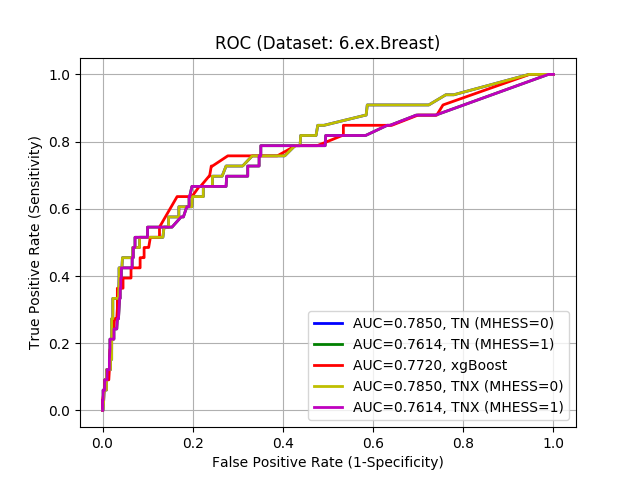 ROC (Dataset: 6.ex.Breast)
1.0
0.8
0.6
0.4
0.2
0.0
True Positive Rate (Sensitivity)
AUC=0.7850, TN (MHESS=0)
AUC=0.7614, TN (MHESS=1)
AUC=0.7720, xgBoost
AUC=0.7850, TNX (MHESS=0)
AUC=0.7614, TNX (MHESS=1)
0.0 0.2 0.4 0.6 0.8 1.0
False Positive Rate (1-Specificity)